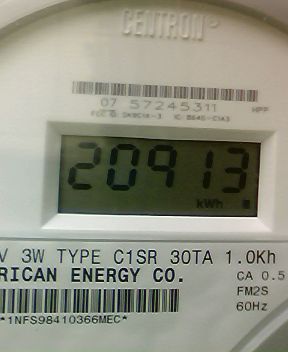 CENTRON
07 57245311 HPP
20913
kWh
V 3W TYPE C1SR 30TA 1.0Kh
RICAN ENERGY CO. CA 0.5
FM2S
60Hz
*1NFS98410366MEC*